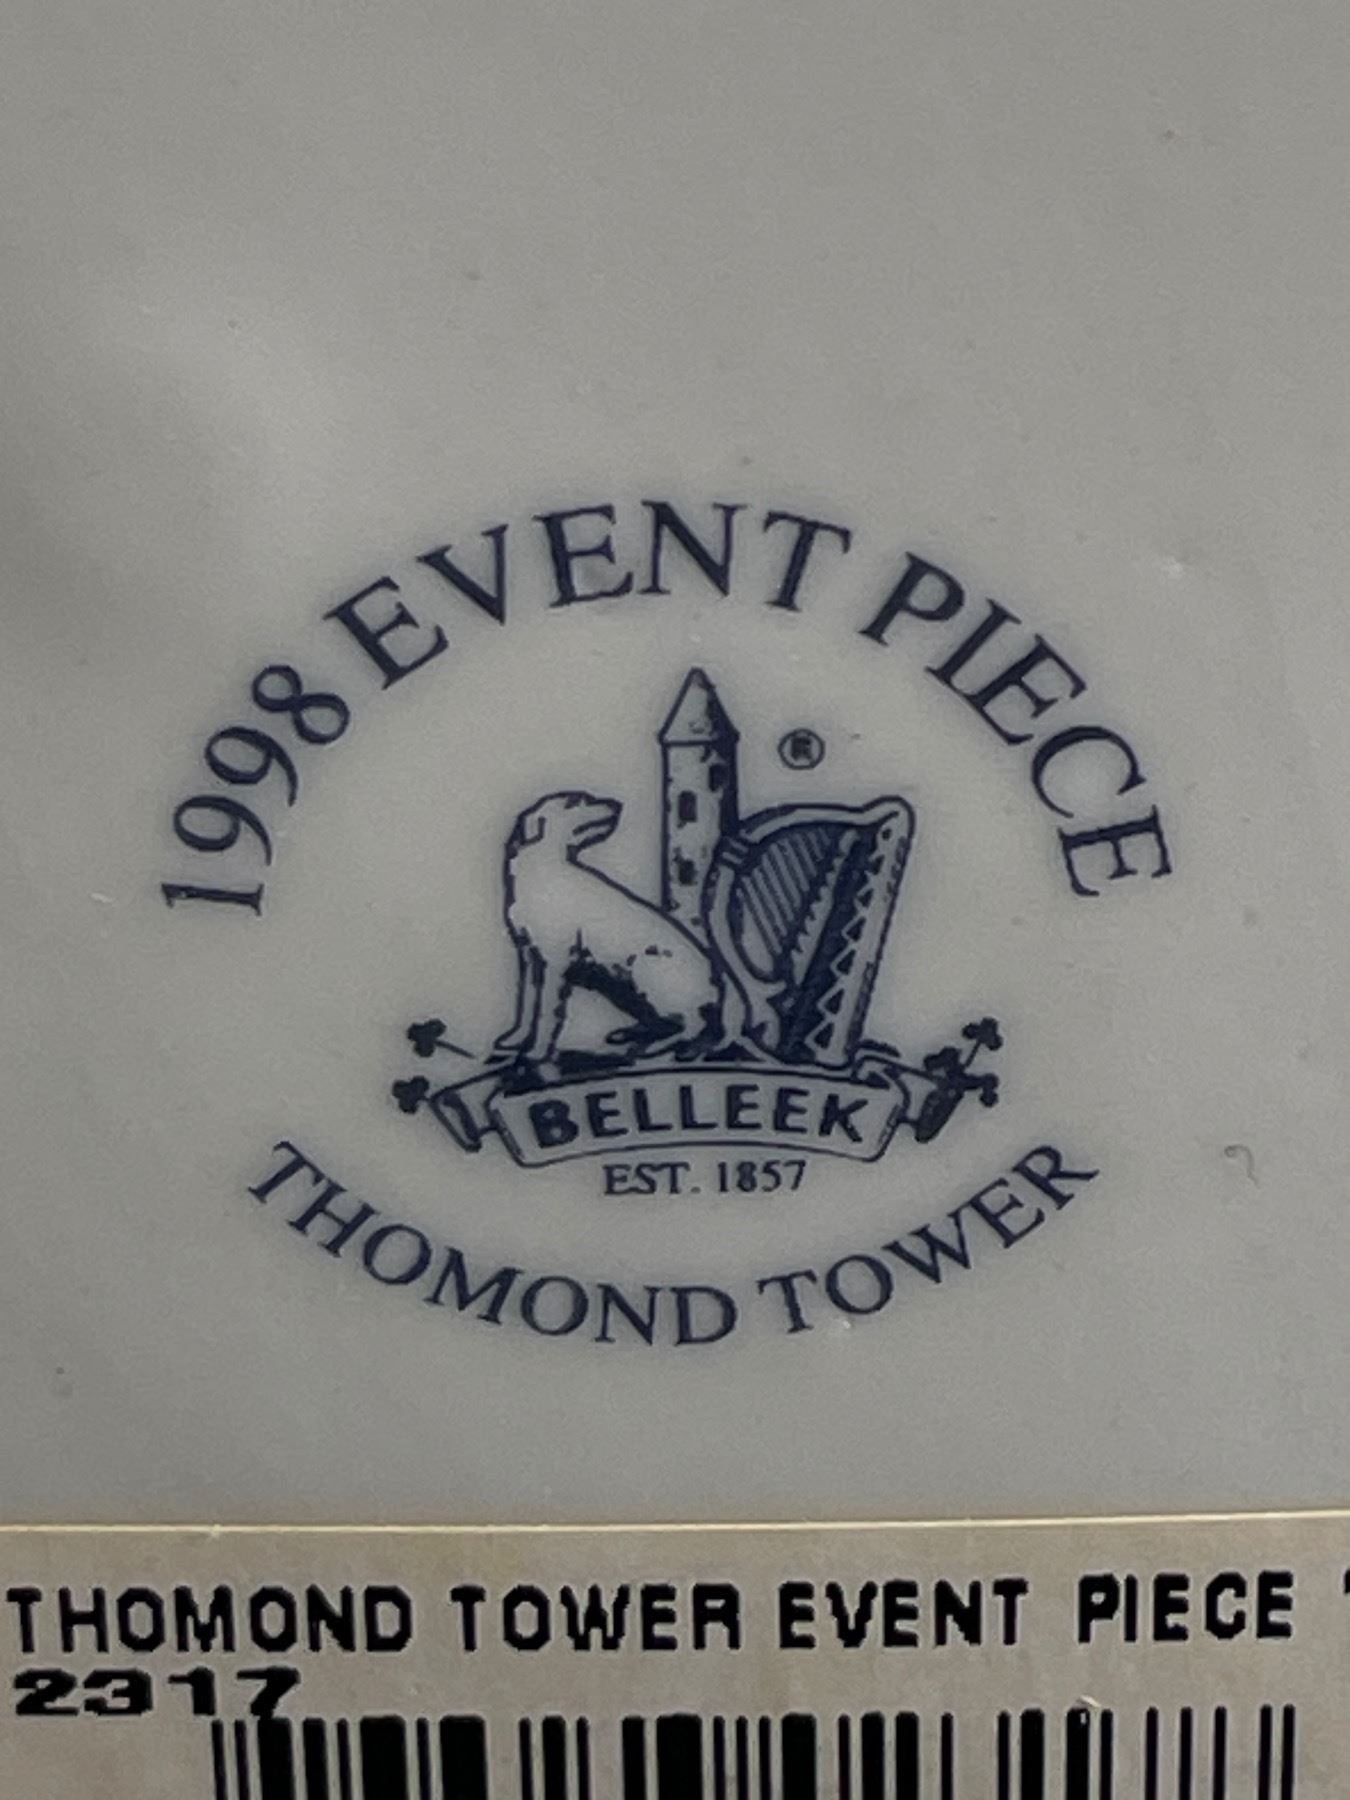 1998 EVENT PIECE
®
BELLEEK
EST. 1857
THOMOND TOWER
THOMOND TOWER EVENT PIECE
2317